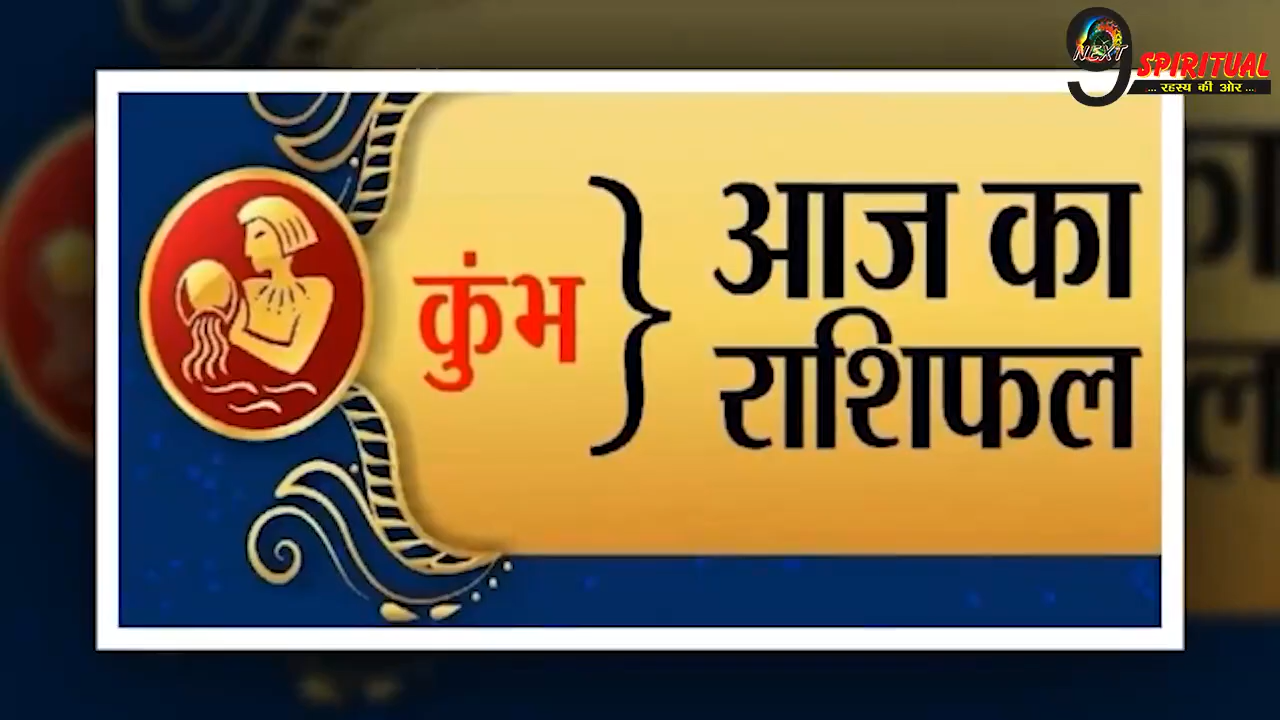 NEXT
9 SPIRITUAL
... रहस्य की ओर ...
कुंभ
आज का
राशिफल